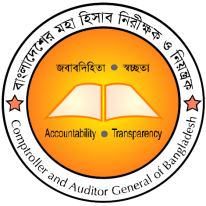 বাংলাদেশের মহা হিসাব নিরীক্ষক ও নিয়ন্ত্রক
জবাবদিহিতা • স্বচ্ছতা
Accountability • Transparency
Comptroller and Auditor General of Bangladesh